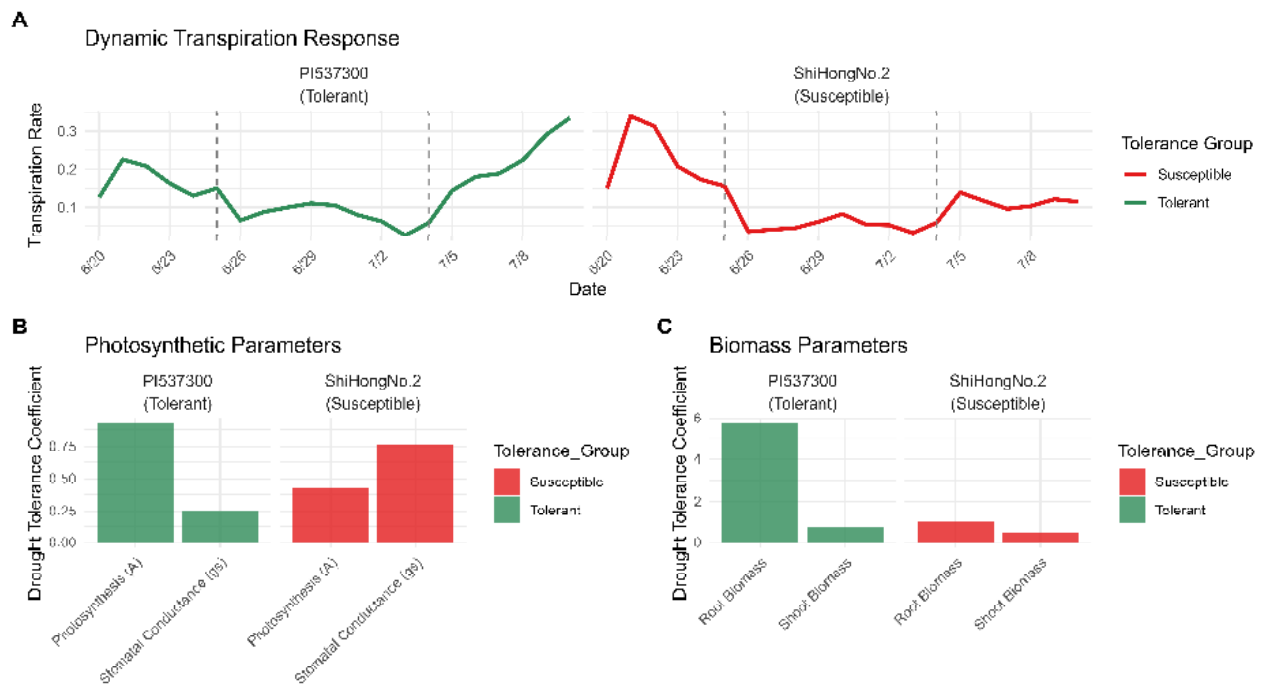 A
Dynamic Transpiration Response
PI537300
(Tolerant)
ShiHongNo.2
(Susceptible)
Transpiration Rate
0.3
0.2
0.1
6/20
6/23
6/26
6/29
7/2
7/5
7/8
6/20
6/23
6/26
6/29
7/2
7/5
7/8
Date
Tolerance Group
Susceptible
Tolerant
B
Photosynthetic Parameters
PI537300
(Tolerant)
ShiHongNo.2
(Susceptible)
Drought Tolerance Coefficient
0.75
0.50
0.25
0.00
Photosynthesis (A)
Stomatal Conductance (gs)
Photosynthesis (A)
Stomatal Conductance (gs)
Tolerance_Group
Susceptible
Tolerant
C
Biomass Parameters
PI537300
(Tolerant)
ShiHongNo.2
(Susceptible)
Drought Tolerance Coefficient
6
4
2
0
Root Biomass
Shoot Biomass
Root Biomass
Shoot Biomass
Tolerance_Group
Susceptible
Tolerant